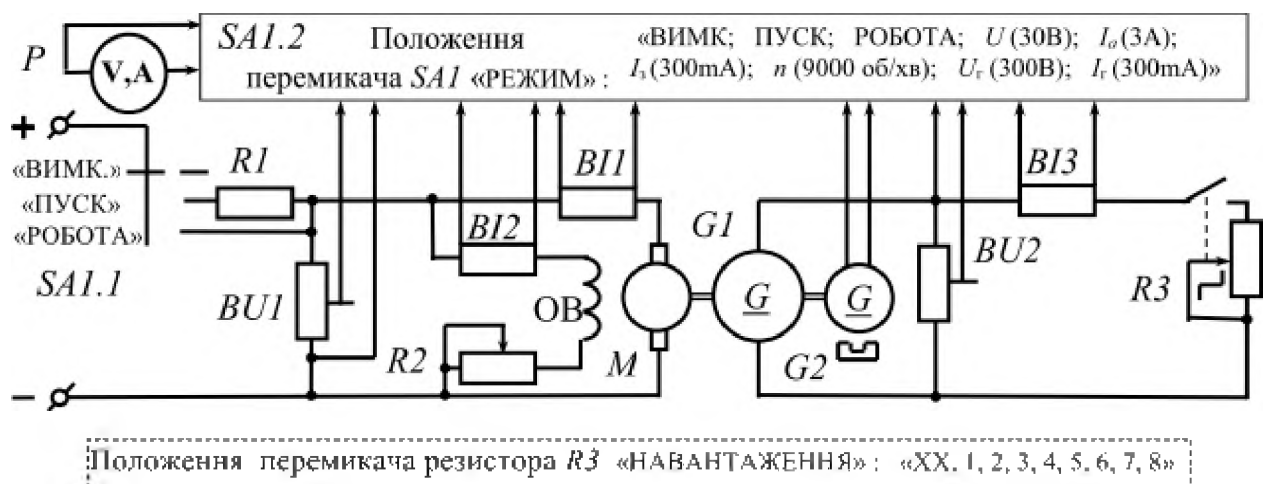 SA1.2 Положення «ВИМК; ПУСК; РОБОТА; U (30В); Iа (3А);
перемикача SA1 «РЕЖИМ» : Iз (300mA); n (9000 об/хв); Uг (300В); Iг (300mA)»
P
V,A
+
«ВИМК.»
R1
BI1
BI3
«ПУСК»
«РОБОТА»
BI2
G1
BU2
SA1.1
BU1
ОВ
G
G
R3
R2
M
G2
−
Положення перемикача резистора R3 «НАВАНТАЖЕННЯ» : «ХХ, 1, 2, 3, 4, 5, 6, 7, 8»